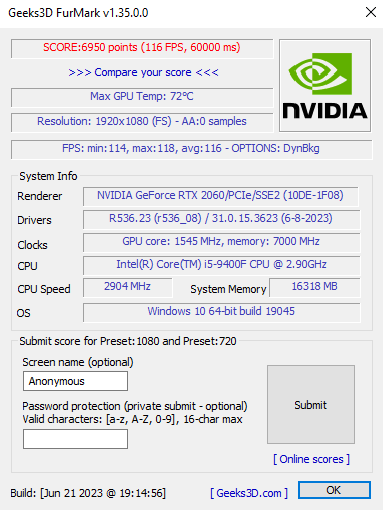 Geeks3D FurMark v1.35.0.0
SCORE:6950 points (116 FPS, 60000 ms)
>>> Compare your score <<<
Max GPU Temp: 72°C
Resolution: 1920x1080 (FS) - AA:0 samples
NVIDIA
FPS: min:114, max:118, avg:116 - OPTIONS: DynBkg
System Info
Renderer NVIDIA GeForce RTX 2060/PCIe/SSE2 (10DE-1F08)
Drivers R536.23 (r536_08) / 31.0.15.3623 (6-8-2023)
Clocks GPU core: 1545 MHz, memory: 7000 MHz
CPU Intel(R) Core(TM) i5-9400F CPU @ 2.90GHz
CPU Speed 2904 MHz System Memory 16318 MB
OS Windows 10 64-bit build 19045
Submit score for Preset:1080 and Preset:720
Screen name (optional)
Anonymous
Password protection (private submit - optional)
Valid characters: [a-z, A-Z, 0-9], 16-char max
Submit
[ Online scores ]
Build: [Jun 21 2023 @ 19:14:56] [ Geeks3D.com ] OK